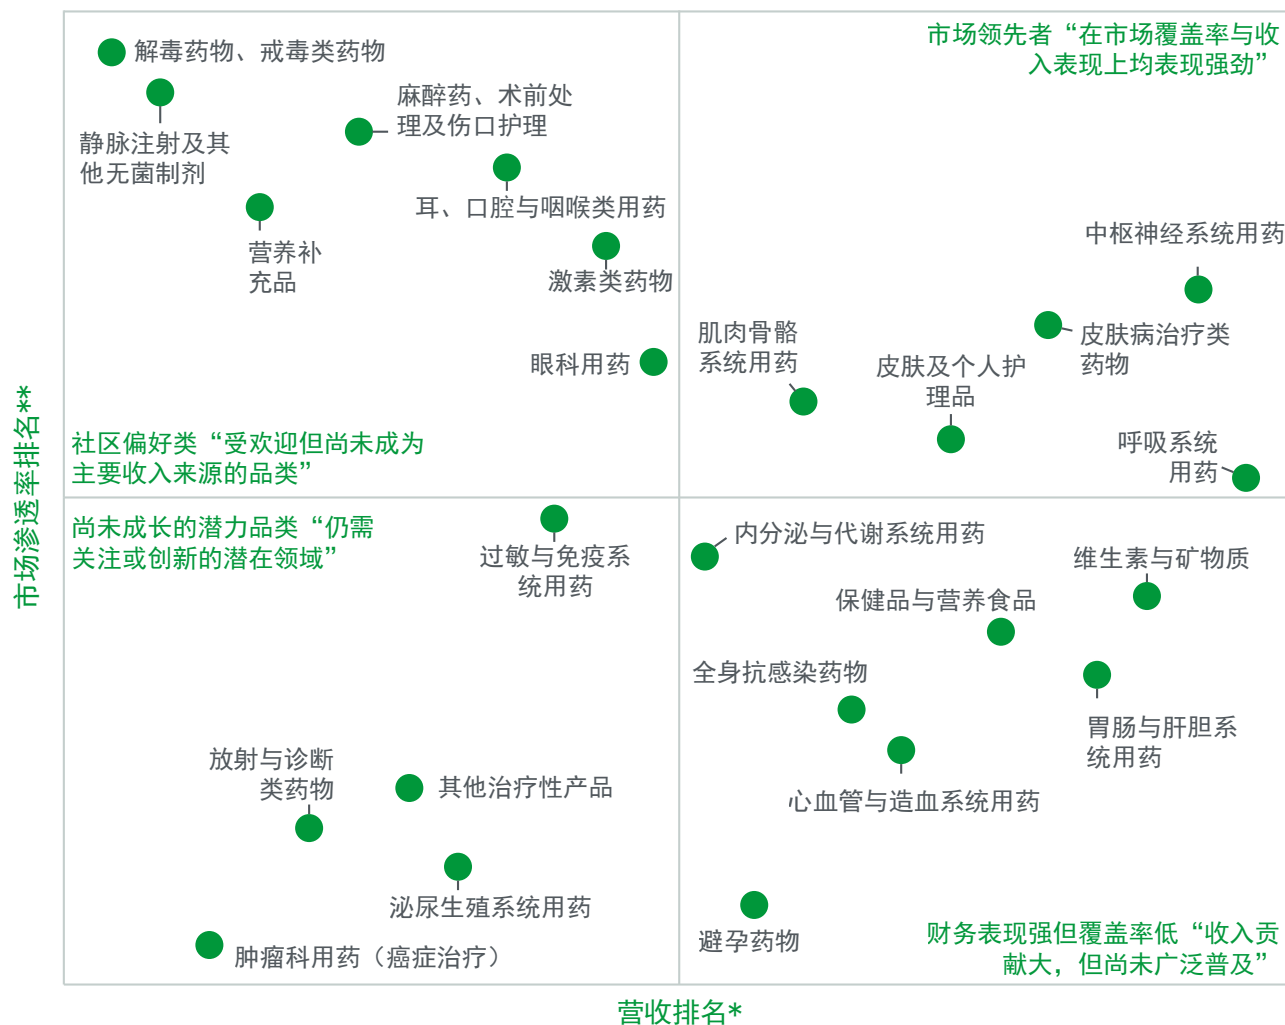 市场领先者“在市场覆盖率与收
入表现上均表现强劲”
解毒药物、戒毒类药物
静脉注射及其
他无菌制剂
麻醉药、术前处
理及伤口护理
耳、口腔与咽喉类用药
营养补
充品
激素类药物
眼科用药
中枢神经系统用药
肌肉骨骼
系统用药
皮肤病治疗类
药物
皮肤及个人护
理品
呼吸系统
用药
社区偏好类“受欢迎但尚未成为
主要收入来源的品类”
市场渗透率排名**
尚未成长的潜力品类“仍需
关注或创新的潜在领域”
过敏与免疫系
统用药
内分泌与代谢系统用药
维生素与矿物质
保健品与营养食品
全身抗感染药物
胃肠与肝胆系
统用药
心血管与造血系统用药
放射与诊断
类药物
其他治疗性产品
泌尿生殖系统用药
肿瘤科用药（癌症治疗）
避孕药物
财务表现强但覆盖率低“收入贡
献大，但尚未广泛普及”
营收排名*